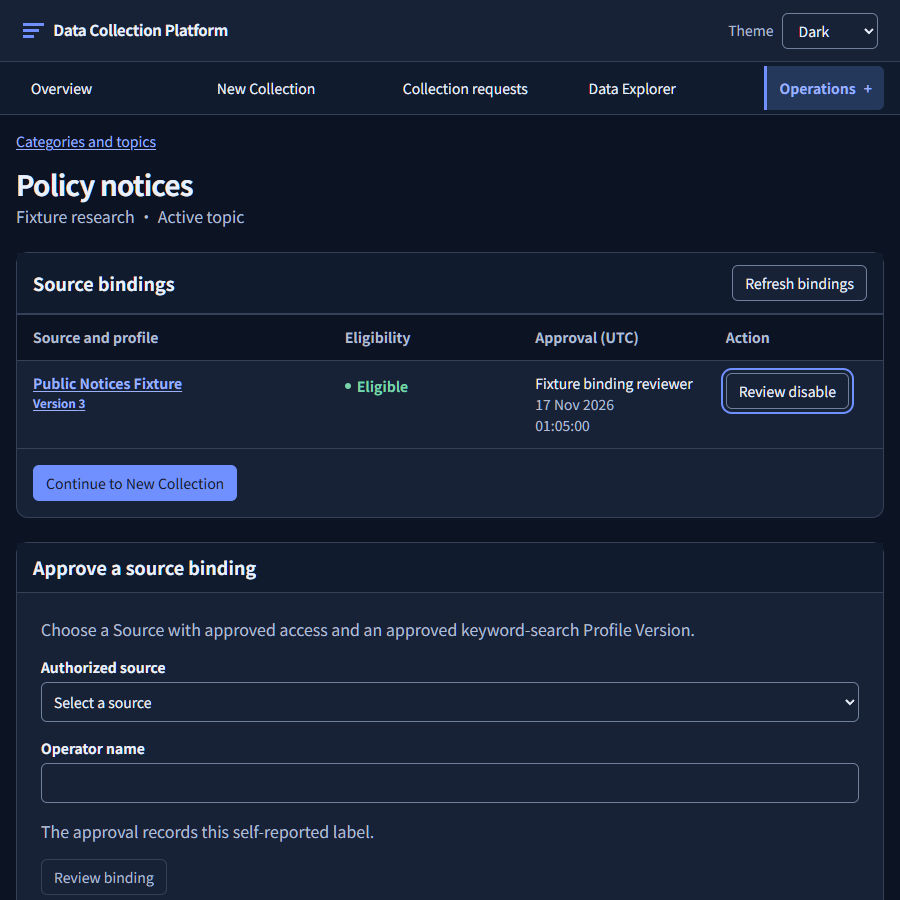 Data Collection Platform
Theme
Dark
Overview
New Collection
Collection requests
Data Explorer
Operations +
Categories and topics
Policy notices
Fixture research • Active topic
Source bindings
Refresh bindings
Source and profile
Eligibility
Approval (UTC)
Action
Public Notices Fixture
Version 3
• Eligible
Fixture binding reviewer
17 Nov 2026
01:05:00
Review disable
Continue to New Collection
Approve a source binding
Choose a Source with approved access and an approved keyword-search Profile Version.
Authorized source
Select a source
Operator name
The approval records this self-reported label.
Review binding